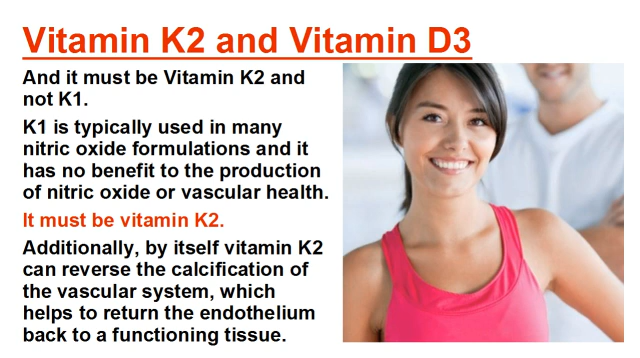 Vitamin K2 and Vitamin D3
And it must be Vitamin K2 and
not K1.
K1 is typically used in many
nitric oxide formulations and it
has no benefit to the production
of nitric oxide or vascular health.
It must be vitamin K2.
Additionally, by itself vitamin K2
can reverse the calcification of
the vascular system, which
helps to return the endothelium
back to a functioning tissue.